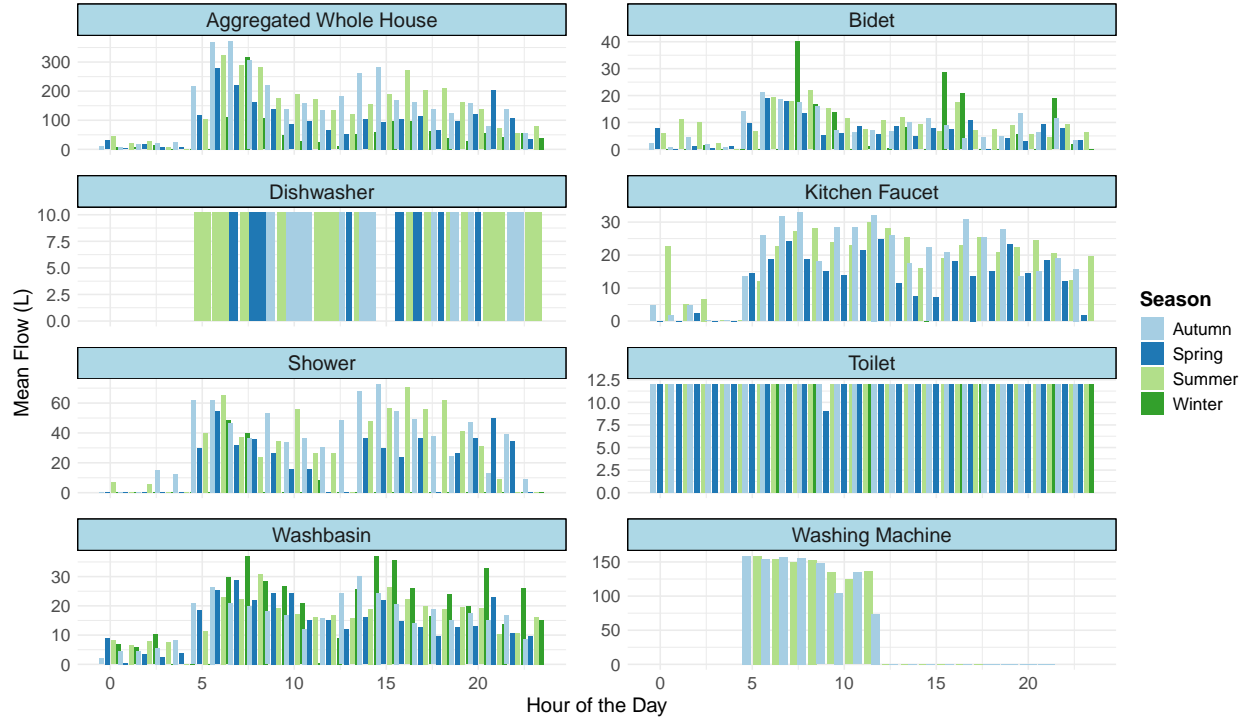 Aggregated Whole House
Bidet
300
200
100
0
40
30
20
10
0
Dishwasher
Kitchen Faucet
10.0
7.5
5.0
2.5
0.0
30
20
10
0
Mean Flow (L)
Season
Autumn
Spring
Summer
Winter
Shower
Toilet
60
40
20
0
12.5
10.0
7.5
5.0
2.5
0.0
Washbasin
Washing Machine
30
20
10
0
150
100
50
0
0 5 10 15 20
0 5 10 15 20
Hour of the Day